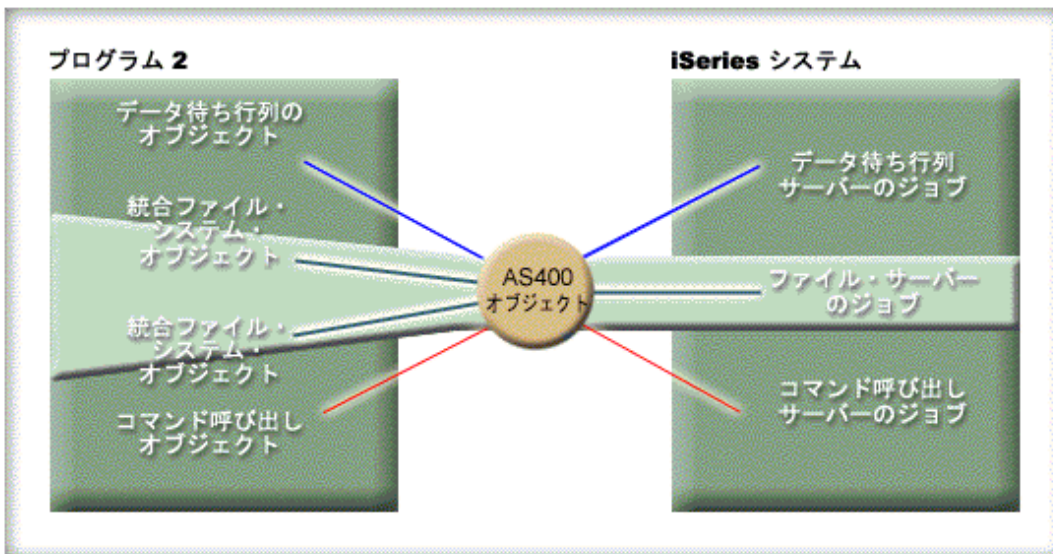 プログラム 2
データ待ち行列の
オブジェクト
統合ファイル・
システム・
オブジェクト
統合ファイル・
システム・
オブジェクト
コマンド呼び出し
オブジェクト
AS400
オブジェクト
iSeries システム
データ待ち行列
サーバーのジョブ
ファイル・サーバー
のジョブ
コマンド呼び出し
サーバーのジョブ